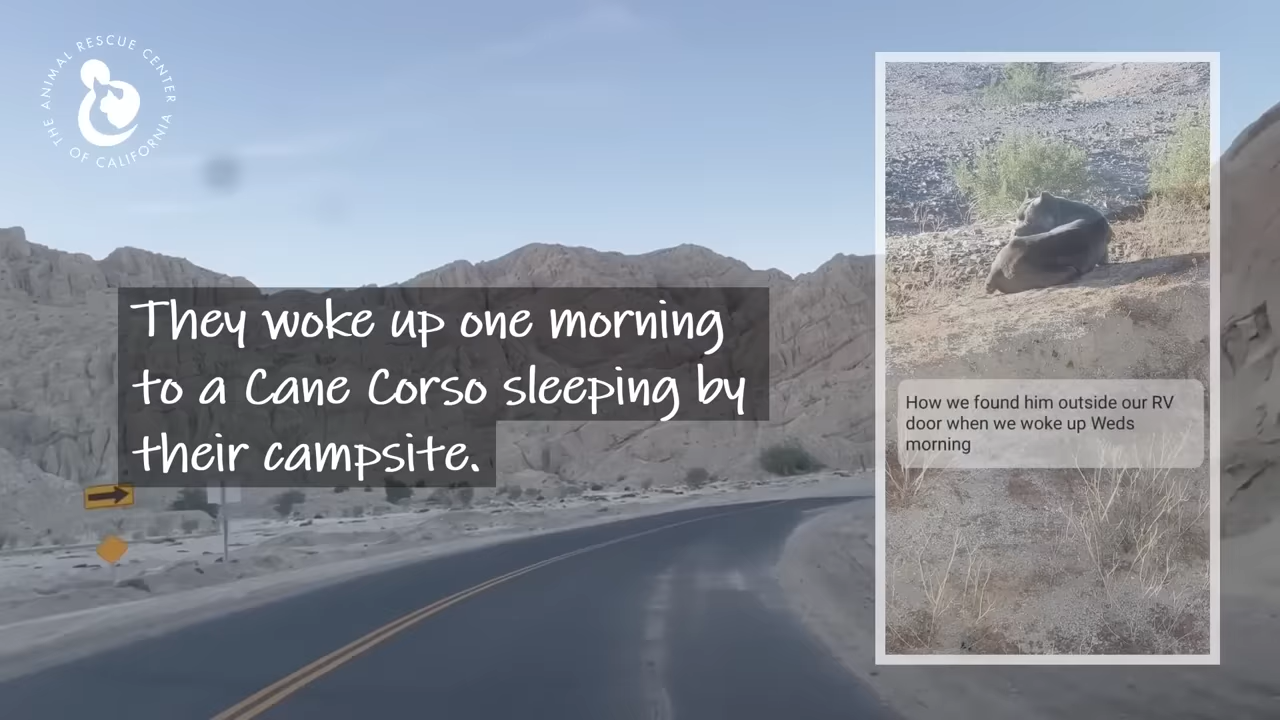 THE ANIMAL RESCUE CENTER OF CALIFORNIA
They woke up one morning
to a Cane Corso sleeping by
their campsite.
How we found him outside our RV
door when we woke up Weds
morning